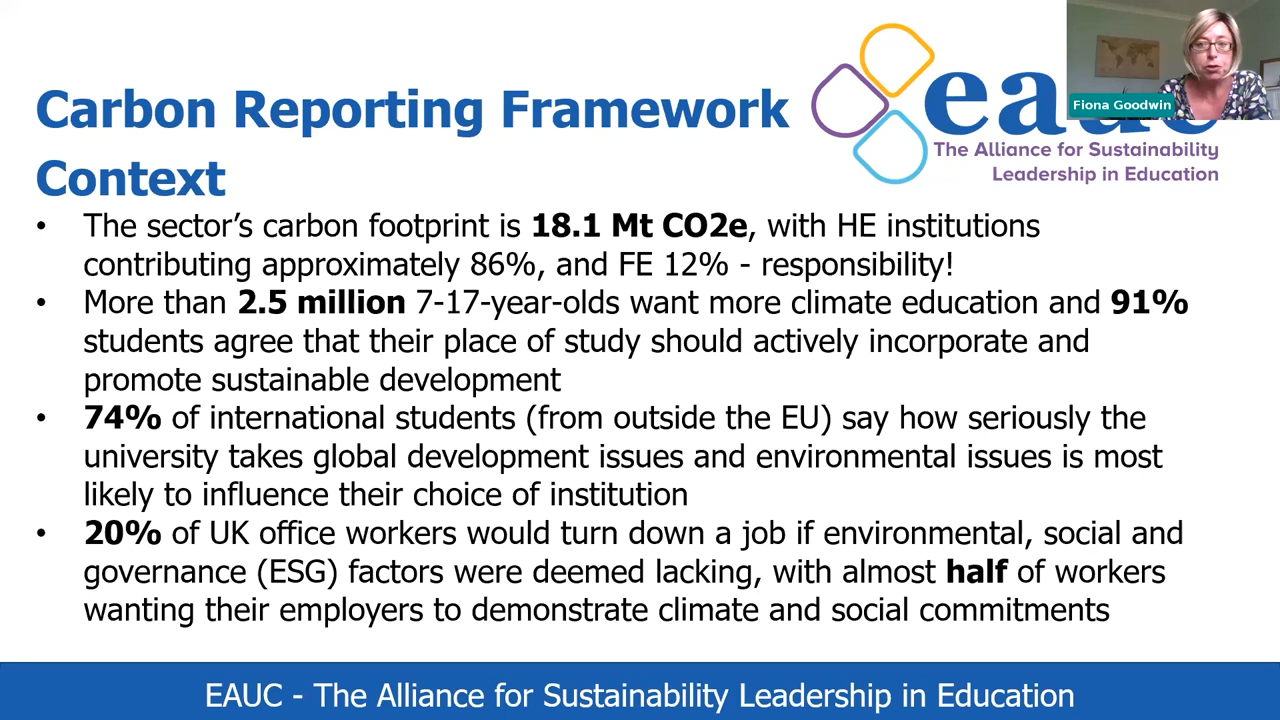 Carbon Reporting Framework
Context
eauc
The Alliance for Sustainability
Leadership in Education
Fiona Goodwin
• The sector’s carbon footprint is 18.1 Mt CO2e, with HE institutions
contributing approximately 86%, and FE 12% - responsibility!
• More than 2.5 million 7-17-year-olds want more climate education and 91%
students agree that their place of study should actively incorporate and
promote sustainable development
• 74% of international students (from outside the EU) say how seriously the
university takes global development issues and environmental issues is most
likely to influence their choice of institution
• 20% of UK office workers would turn down a job if environmental, social and
governance (ESG) factors were deemed lacking, with almost half of workers
wanting their employers to demonstrate climate and social commitments
EAUC - The Alliance for Sustainability Leadership in Education